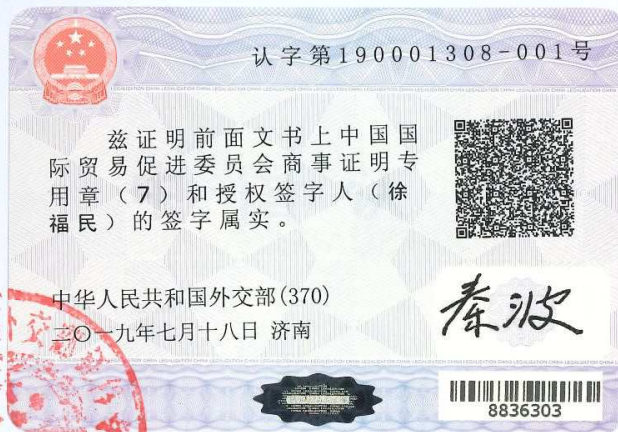 认字第190001308-001号
兹证明前面文书上中国国
际贸易促进委员会商事证明专
用章（7）和授权签字人（徐
福民）的签字属实。
中华人民共和国外交部(370)
二〇一九年七月十八日 济南
秦波
8836303